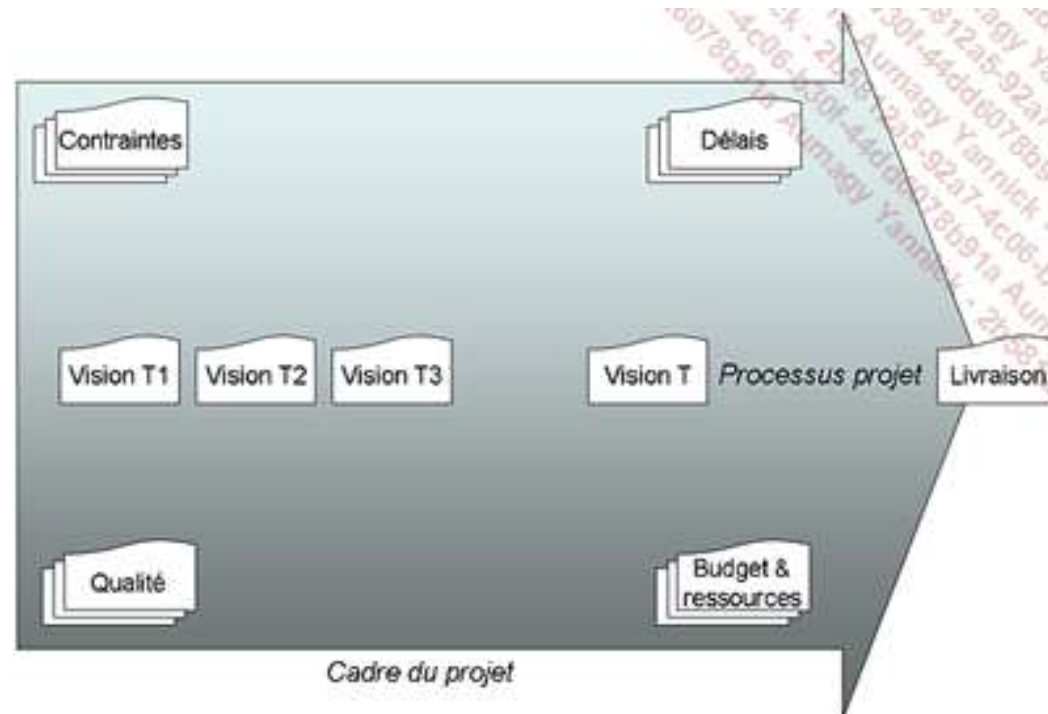 Contraintes
Délais
Vision T1
Vision T2
Vision T3
Vision T
Processus projet
Livraison
Qualité
Budget &
ressources
Cadre du projet